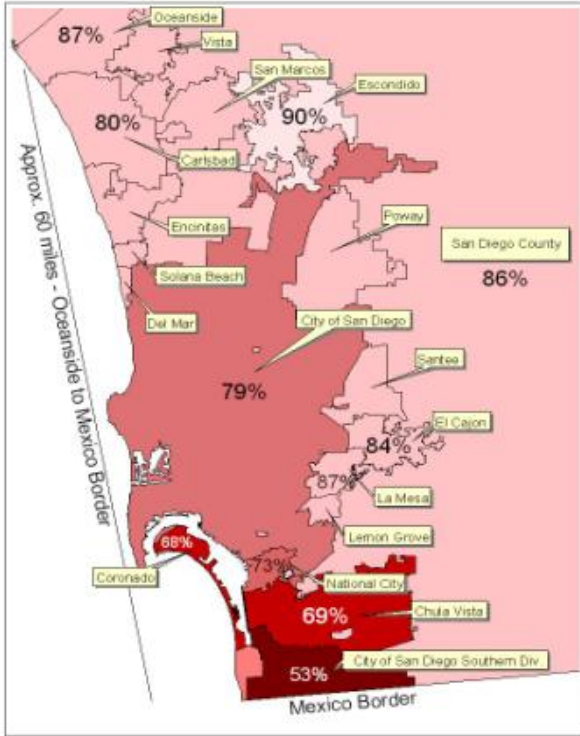 Oceanside
87%
Vista
San Marcos
Escondido
90%
80%
Carlsbad
Approx. 60 miles - Oceanside to Mexico Border
Encinitas
Poway
San Diego County
86%
Solana Beach
Del Mar
City of San Diego
Santee
79%
El Cajon
84%
87%
La Mesa
Lemon Grove
68%
73%
Coronado
National City
69%
Chula Vista
City of San Diego Southern Div.
53%
Mexico Border